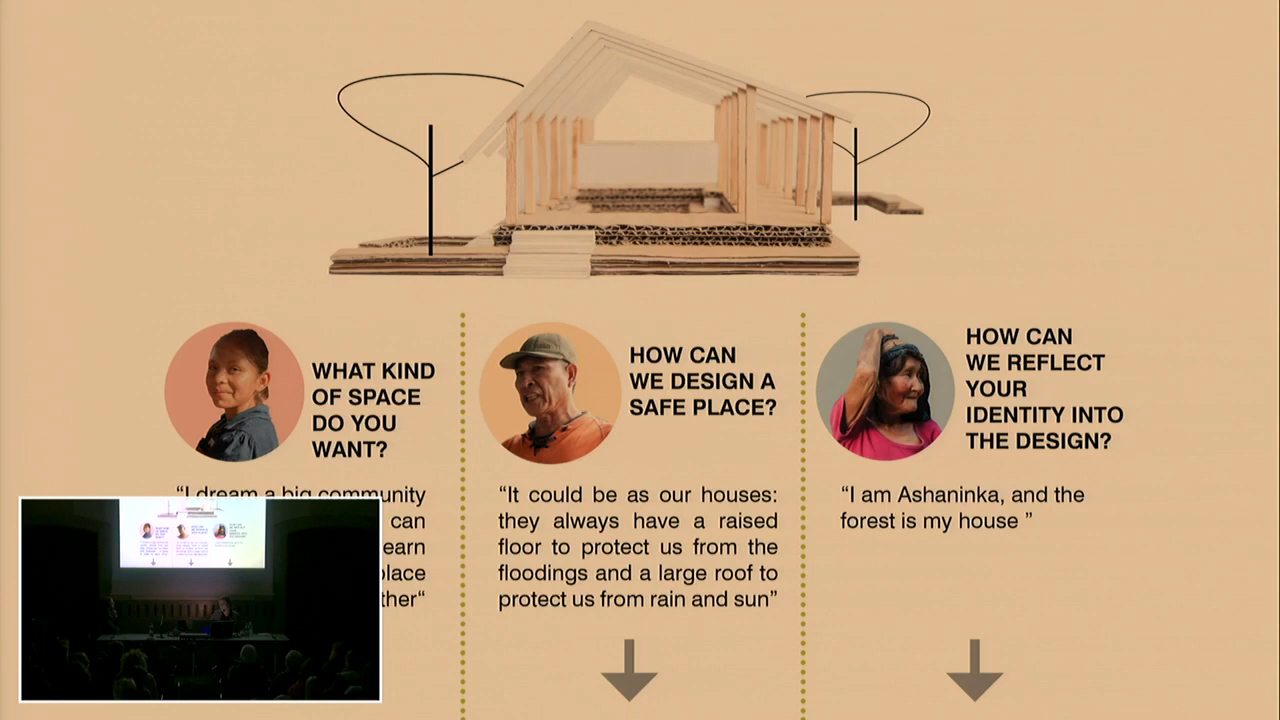 WHAT KIND
OF SPACE
DO YOU
WANT?
“I dream a big community
can
earn
place
ther“
HOW CAN
WE DESIGN A
SAFE PLACE?
“It could be as our houses:
they always have a raised
floor to protect us from the
floodings and a large roof to
protect us from rain and sun”
HOW CAN
WE REFLECT
YOUR
IDENTITY INTO
THE DESIGN?
“I am Ashaninka, and the
forest is my house ”